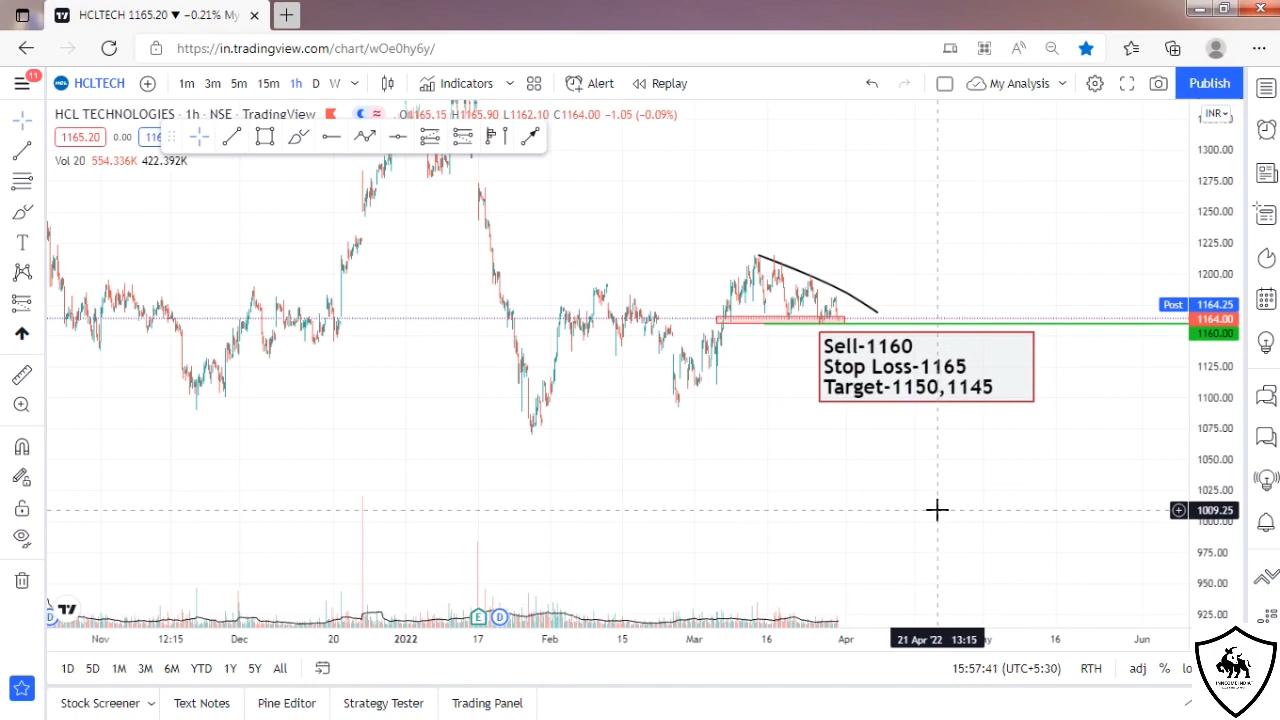 HCLTECH 1165.20 ▼ −0.21% My
https://in.tradingview.com/chart/wOe0hy6y/
11
HCLTECH 1m 3m 5m 15m 1h D W Indicators Alert Replay My Analysis Publish
HCL TECHNOLOGIES · 1h · NSE · TradingView O1165.15 H1165.90 L1162.10 C1164.00 −1.05 (−0.09%)
INR
1165.20 0.00
Vol 20 554.336K 422.392K
1300.00
1275.00
1250.00
1225.00
1200.00
Post 1164.25
1164.00
1160.00
Sell-1160
Stop Loss-1165
Target-1150,1145
1125.00
1100.00
1075.00
1050.00
1025.00
1009.25
1000.00
975.00
950.00
925.00
D E D
Nov 12:15 Dec 20 2022 17 Feb 15 Mar 16 Apr 21 Apr '22 13:15 16 Jun
1D 5D 1M 3M 6M YTD 1Y 5Y All 15:57:41 (UTC+5:30) RTH adj %
Stock Screener Text Notes Pine Editor Strategy Tester Trading Panel